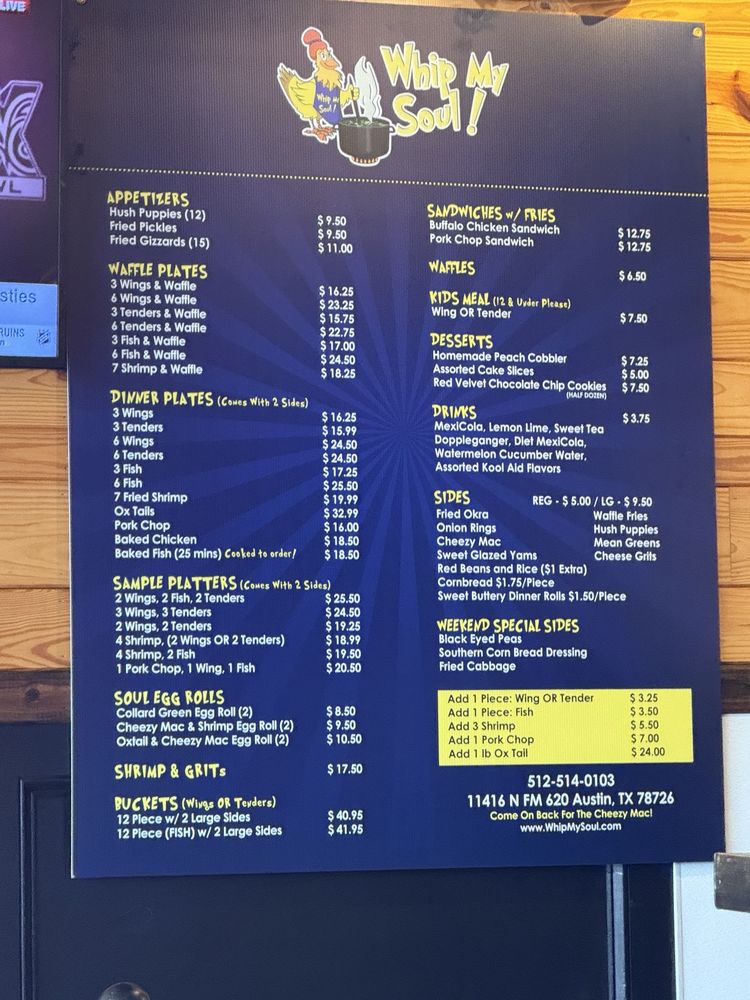 LIVE
WL
sties
RUINS
Whip My
Soul!
Whip My
Soul!
APPETIZERS
Hush Puppies (12) $ 9.50
Fried Pickles $ 9.50
Fried Gizzards (15) $ 11.00
WAFFLE PLATES
3 Wings & Waffle $ 16.25
6 Wings & Waffle $ 23.25
3 Tenders & Waffle $ 15.75
6 Tenders & Waffle $ 22.75
3 Fish & Waffle $ 17.00
6 Fish & Waffle $ 24.50
7 Shrimp & Waffle $ 18.25
DINNER PLATES (Comes With 2 Sides)
3 Wings $ 16.25
3 Tenders $ 15.99
6 Wings $ 24.50
6 Tenders $ 24.50
3 Fish $ 17.25
6 Fish $ 25.50
7 Fried Shrimp $ 19.99
Ox Tails $ 32.99
Pork Chop $ 16.00
Baked Chicken $ 18.50
Baked Fish (25 mins) Cooked to order! $ 18.50
SAMPLE PLATTERS (Comes With 2 Sides)
2 Wings, 2 Fish, 2 Tenders $ 25.50
3 Wings, 3 Tenders $ 24.50
2 Wings, 2 Tenders $ 19.25
4 Shrimp, (2 Wings OR 2 Tenders) $ 18.99
4 Shrimp, 2 Fish $ 19.50
1 Pork Chop, 1 Wing, 1 Fish $ 20.50
SOUL EGG ROLLS
Collard Green Egg Roll (2) $ 8.50
Cheezy Mac & Shrimp Egg Roll (2) $ 9.50
Oxtail & Cheezy Mac Egg Roll (2) $ 10.50
SHRIMP & GRITs $ 17.50
BUCKETS (Wings OR Tenders)
12 Piece w/ 2 Large Sides $ 40.95
12 Piece (FISH) w/ 2 Large Sides $ 41.95
SANDWICHES w/ FRIES
Buffalo Chicken Sandwich $ 12.75
Pork Chop Sandwich $ 12.75
WAFFLES $ 6.50
KIDS MEAL (12 & Under Please)
Wing OR Tender $ 7.50
DESSERTS
Homemade Peach Cobbler $ 7.25
Assorted Cake Slices $ 5.00
Red Velvet Chocolate Chip Cookies $ 7.50
(HALF DOZEN)
DRINKS $ 3.75
MexiCola, Lemon Lime, Sweet Tea
Doppleganger, Diet MexiCola,
Watermelon Cucumber Water,
Assorted Kool Aid Flavors
SIDES REG - $ 5.00 / LG - $ 9.50
Fried Okra Waffle Fries
Onion Rings Hush Puppies
Cheezy Mac Mean Greens
Sweet Glazed Yams Cheese Grits
Red Beans and Rice ($1 Extra)
Cornbread $1.75/Piece
Sweet Buttery Dinner Rolls $1.50/Piece
WEEKEND SPECIAL SIDES
Black Eyed Peas
Southern Corn Bread Dressing
Fried Cabbage
Add 1 Piece: Wing OR Tender $ 3.25
Add 1 Piece: Fish $ 3.50
Add 3 Shrimp $ 5.50
Add 1 Pork Chop $ 7.00
Add 1 lb Ox Tail $ 24.00
512-514-0103
11416 N FM 620 Austin, TX 78726
Come On Back For The Cheezy Mac!
www.WhipMySoul.com